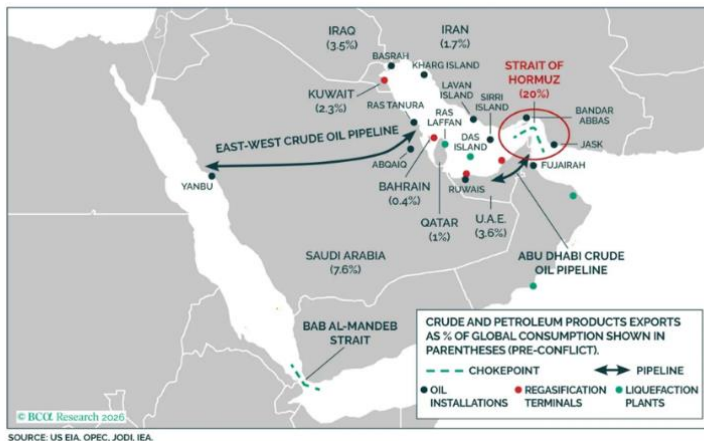 IRAQ
(3.5%)
IRAN
(1.7%)
BASRAH
KHARG ISLAND
STRAIT OF
HORMUZ
(20%)
KUWAIT
(2.3%)
LAVAN
ISLAND
SIRRI
ISLAND
BANDAR
ABBAS
RAS TANURA
RAS
LAFFAN
DAS
ISLAND
EAST-WEST CRUDE OIL PIPELINE
JASK
ABQAIQ
FUJAIRAH
YANBU
BAHRAIN
(0.4%)
RUWAIS
QATAR
(1%)
U.A.E.
(3.6%)
SAUDI ARABIA
(7.6%)
ABU DHABI CRUDE
OIL PIPELINE
BAB AL-MANDEB
STRAIT
CRUDE AND PETROLEUM PRODUCTS EXPORTS
AS % OF GLOBAL CONSUMPTION SHOWN IN
PARENTHESES (PRE-CONFLICT).
CHOKEPOINT
PIPELINE
OIL
INSTALLATIONS
REGASIFICATION
TERMINALS
LIQUEFACTION
PLANTS
© BCα Research 2026
SOURCE: US EIA, OPEC, JODI, IEA.